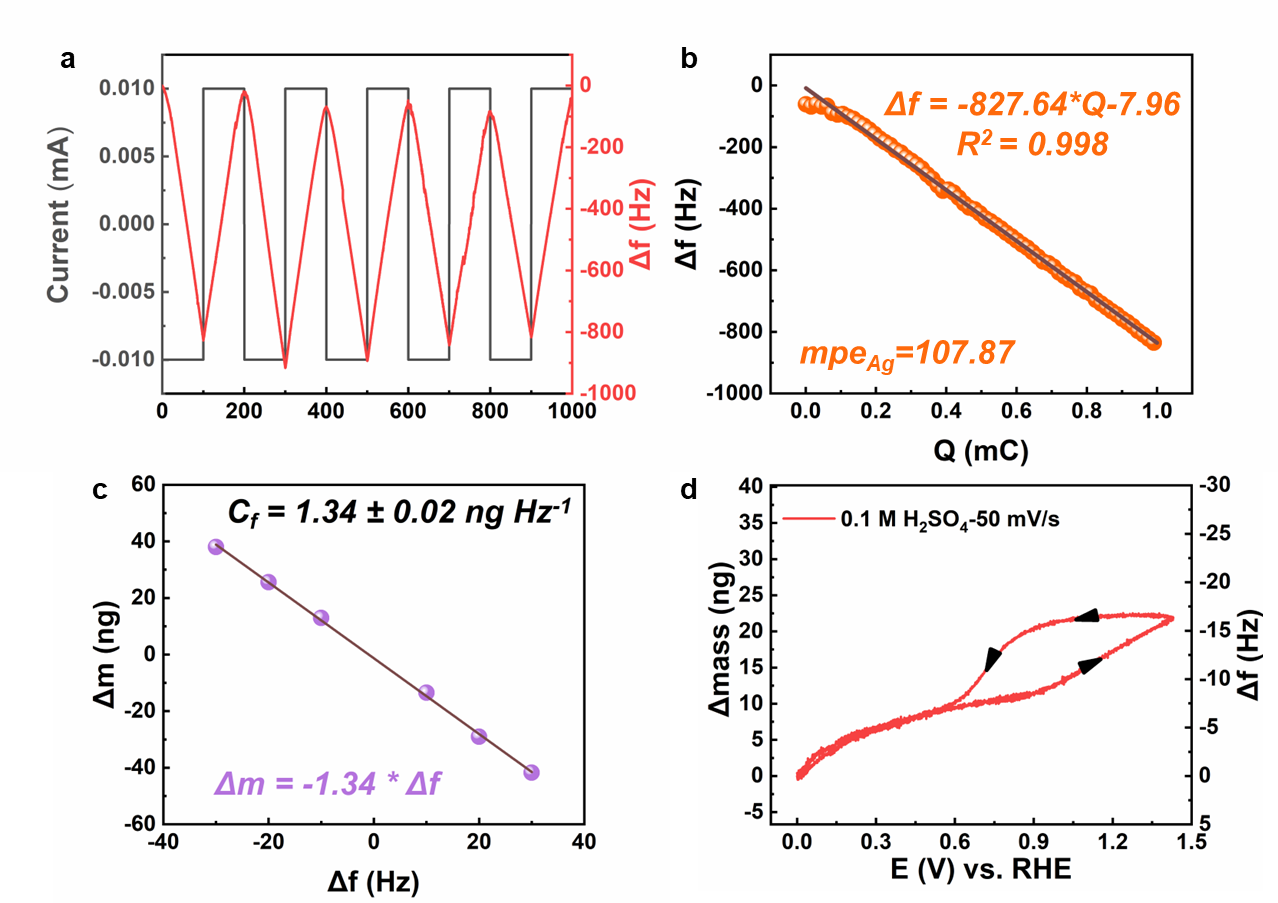 a
Current (mA)
0.010
0.005
0.000
-0.005
-0.010
0
-200
-400
-600
-800
-1000
Δf (Hz)
0 200 400 600 800 1000
b
Δf (Hz)
0
-200
-400
-600
-800
-1000
Δf = -827.64*Q-7.96
R² = 0.998
mpeAg=107.87
0.0 0.2 0.4 0.6 0.8 1.0
Q (mC)
c
Δm (ng)
60
40
20
0
-20
-40
-60
Cf = 1.34 ± 0.02 ng Hz⁻¹
Δm = -1.34 * Δf
-40 -20 0 20 40
Δf (Hz)
d
Δmass (ng)
40
35
30
25
20
15
10
5
0
-5
0.1 M H₂SO₄-50 mV/s
-30
-25
-20
-15
-10
-5
0
5
Δf (Hz)
0.0 0.3 0.6 0.9 1.2 1.5
E (V) vs. RHE